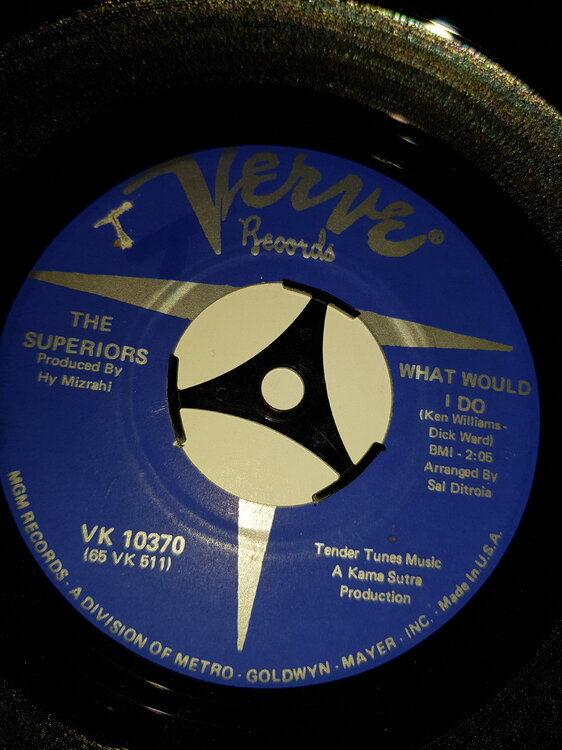 Verve®
Records
THE
SUPERIORS
Produced By
Hy Mizrahi
WHAT WOULD
I DO
(Ken Williams-
Dick Ward)
BMI - 2:05
Arranged By
Sal Ditroia
VK 10370
(65 VK 511)
Tender Tunes Music
A Kama Sutra
Production
MGM RECORDS · A DIVISION OF METRO · GOLDWYN · MAYER · INC. · Made in U.S.A.